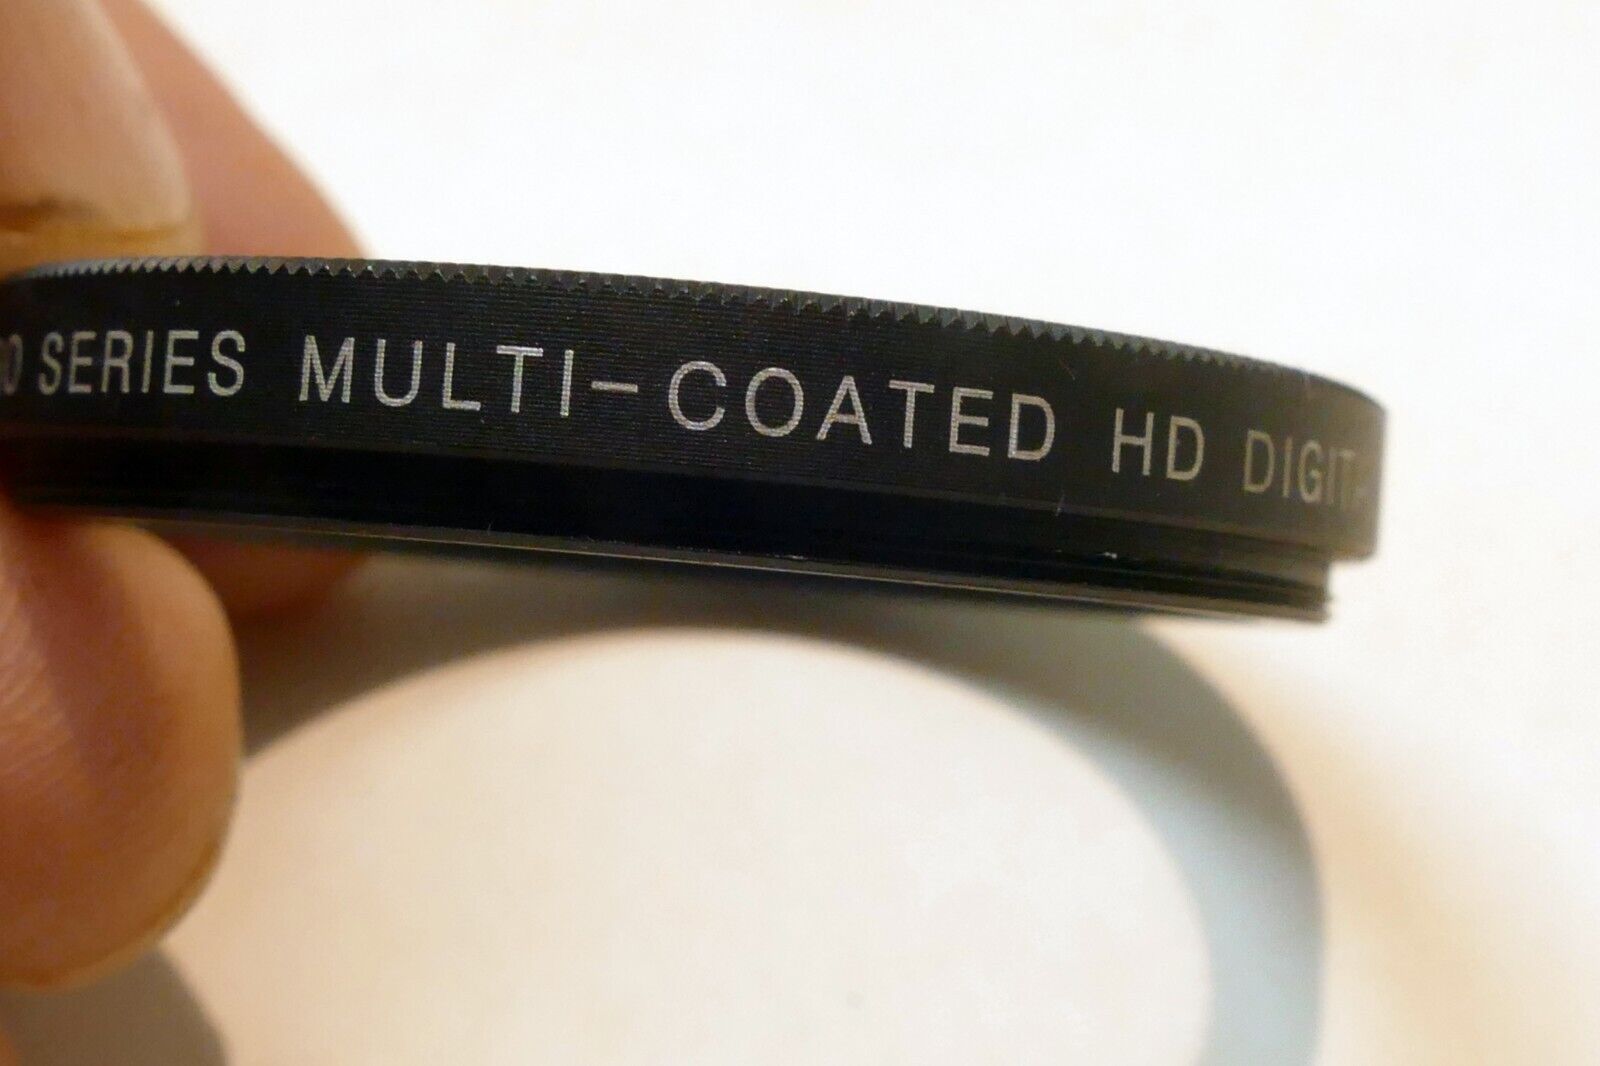 SERIES MULTI-COATED HD